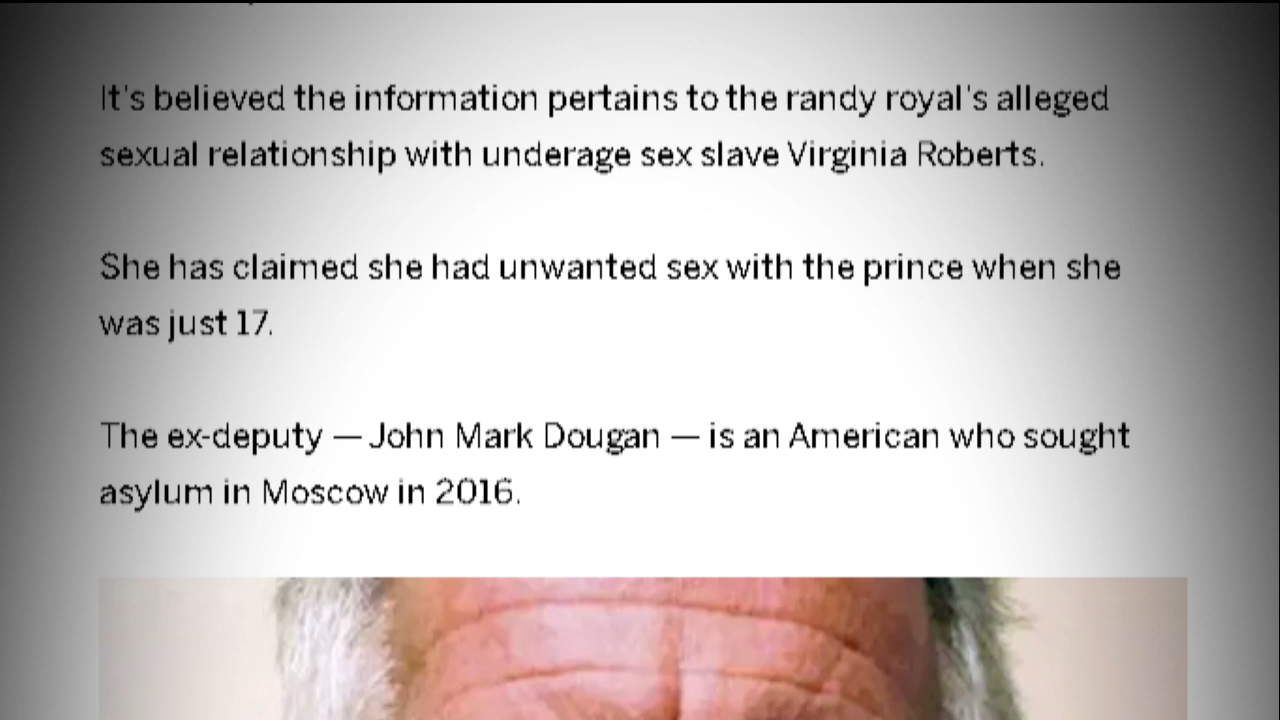 It's believed the information pertains to the randy royal's alleged
sexual relationship with underage sex slave Virginia Roberts.
She has claimed she had unwanted sex with the prince when she
was just 17.
The ex-deputy — John Mark Dougan — is an American who sought
asylum in Moscow in 2016.